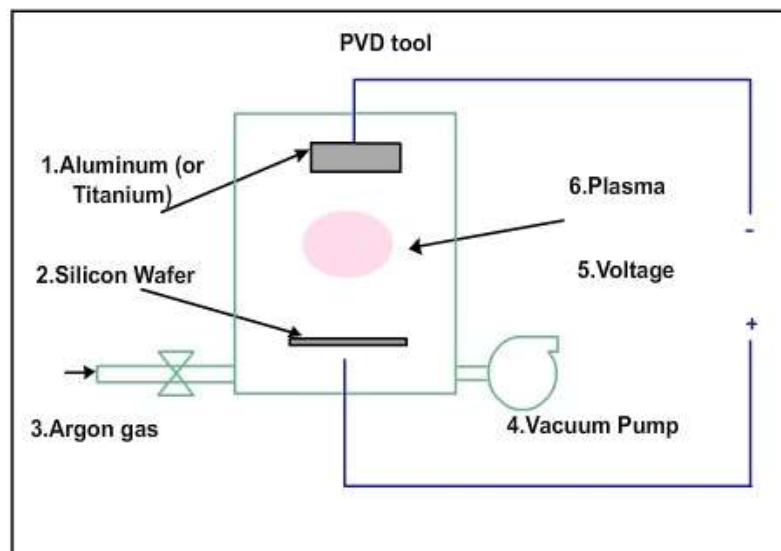 PVD tool
1.Aluminum (or
Titanium)
6.Plasma
-
2.Silicon Wafer
5.Voltage
+
3.Argon gas
4.Vacuum Pump